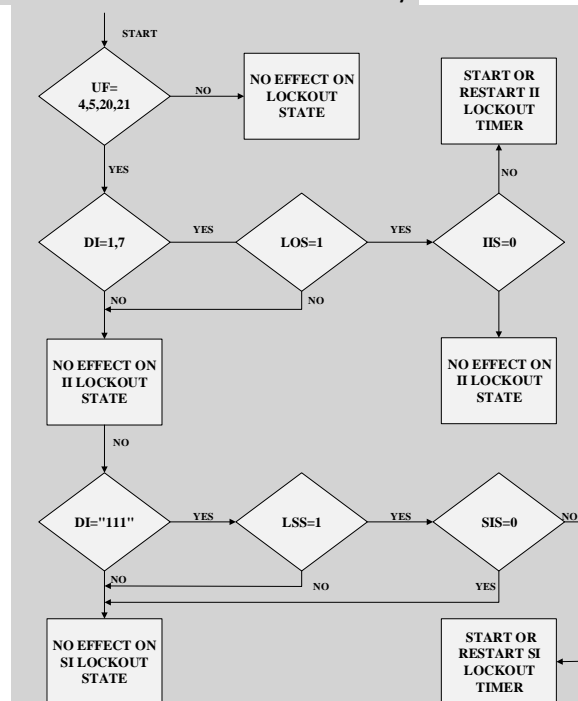 START
UF=
4,5,20,21
NO
NO EFFECT ON
LOCKOUT
STATE
START OR
RESTART II
LOCKOUT
TIMER
YES
NO
DI=1,7
YES
LOS=1
YES
IIS=0
NO
NO
NO EFFECT ON
II LOCKOUT
STATE
NO EFFECT ON
II LOCKOUT
STATE
NO
DI="111"
YES
LSS=1
YES
SIS=0
NO
NO
NO
YES
NO EFFECT ON
SI LOCKOUT
STATE
START OR
RESTART SI
LOCKOUT
TIMER